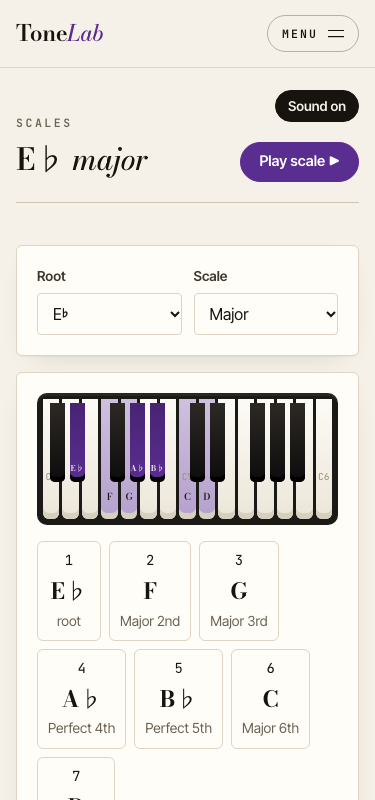 ToneLab
MENU
Sound on
SCALES
E♭ major
Play scale
Root
Scale
E♭
Major
E♭
A♭
B♭
C6
F
G
C
D
1
2
3
E♭
F
G
root
Major 2nd
Major 3rd
4
5
6
A♭
B♭
C
Perfect 4th
Perfect 5th
Major 6th
7